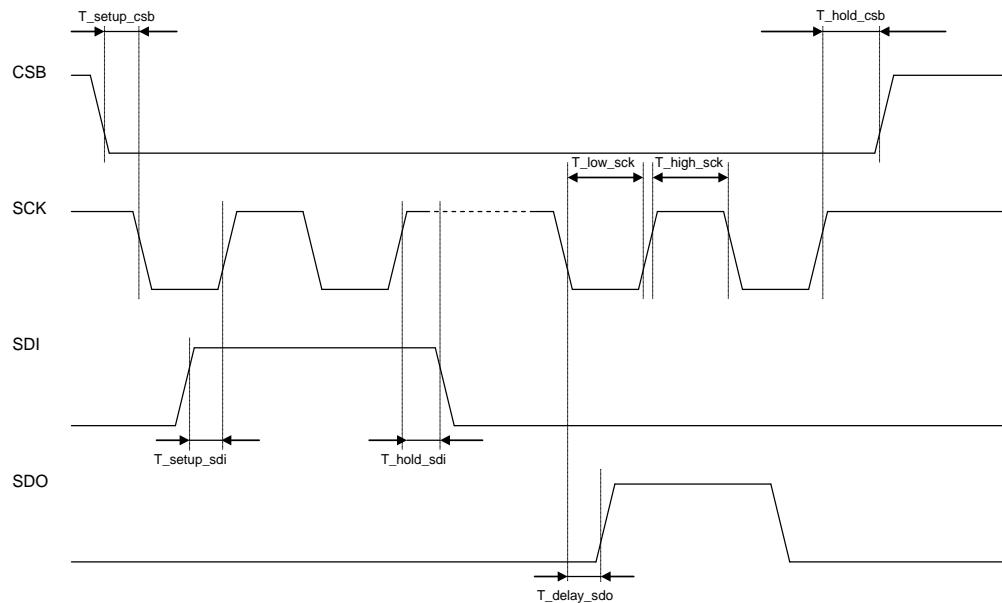 T_setup_csb
T_hold_csb
CSB
T_low_sck
T_high_sck
SCK
SDI
T_setup_sdi
T_hold_sdi
SDO
T_delay_sdo